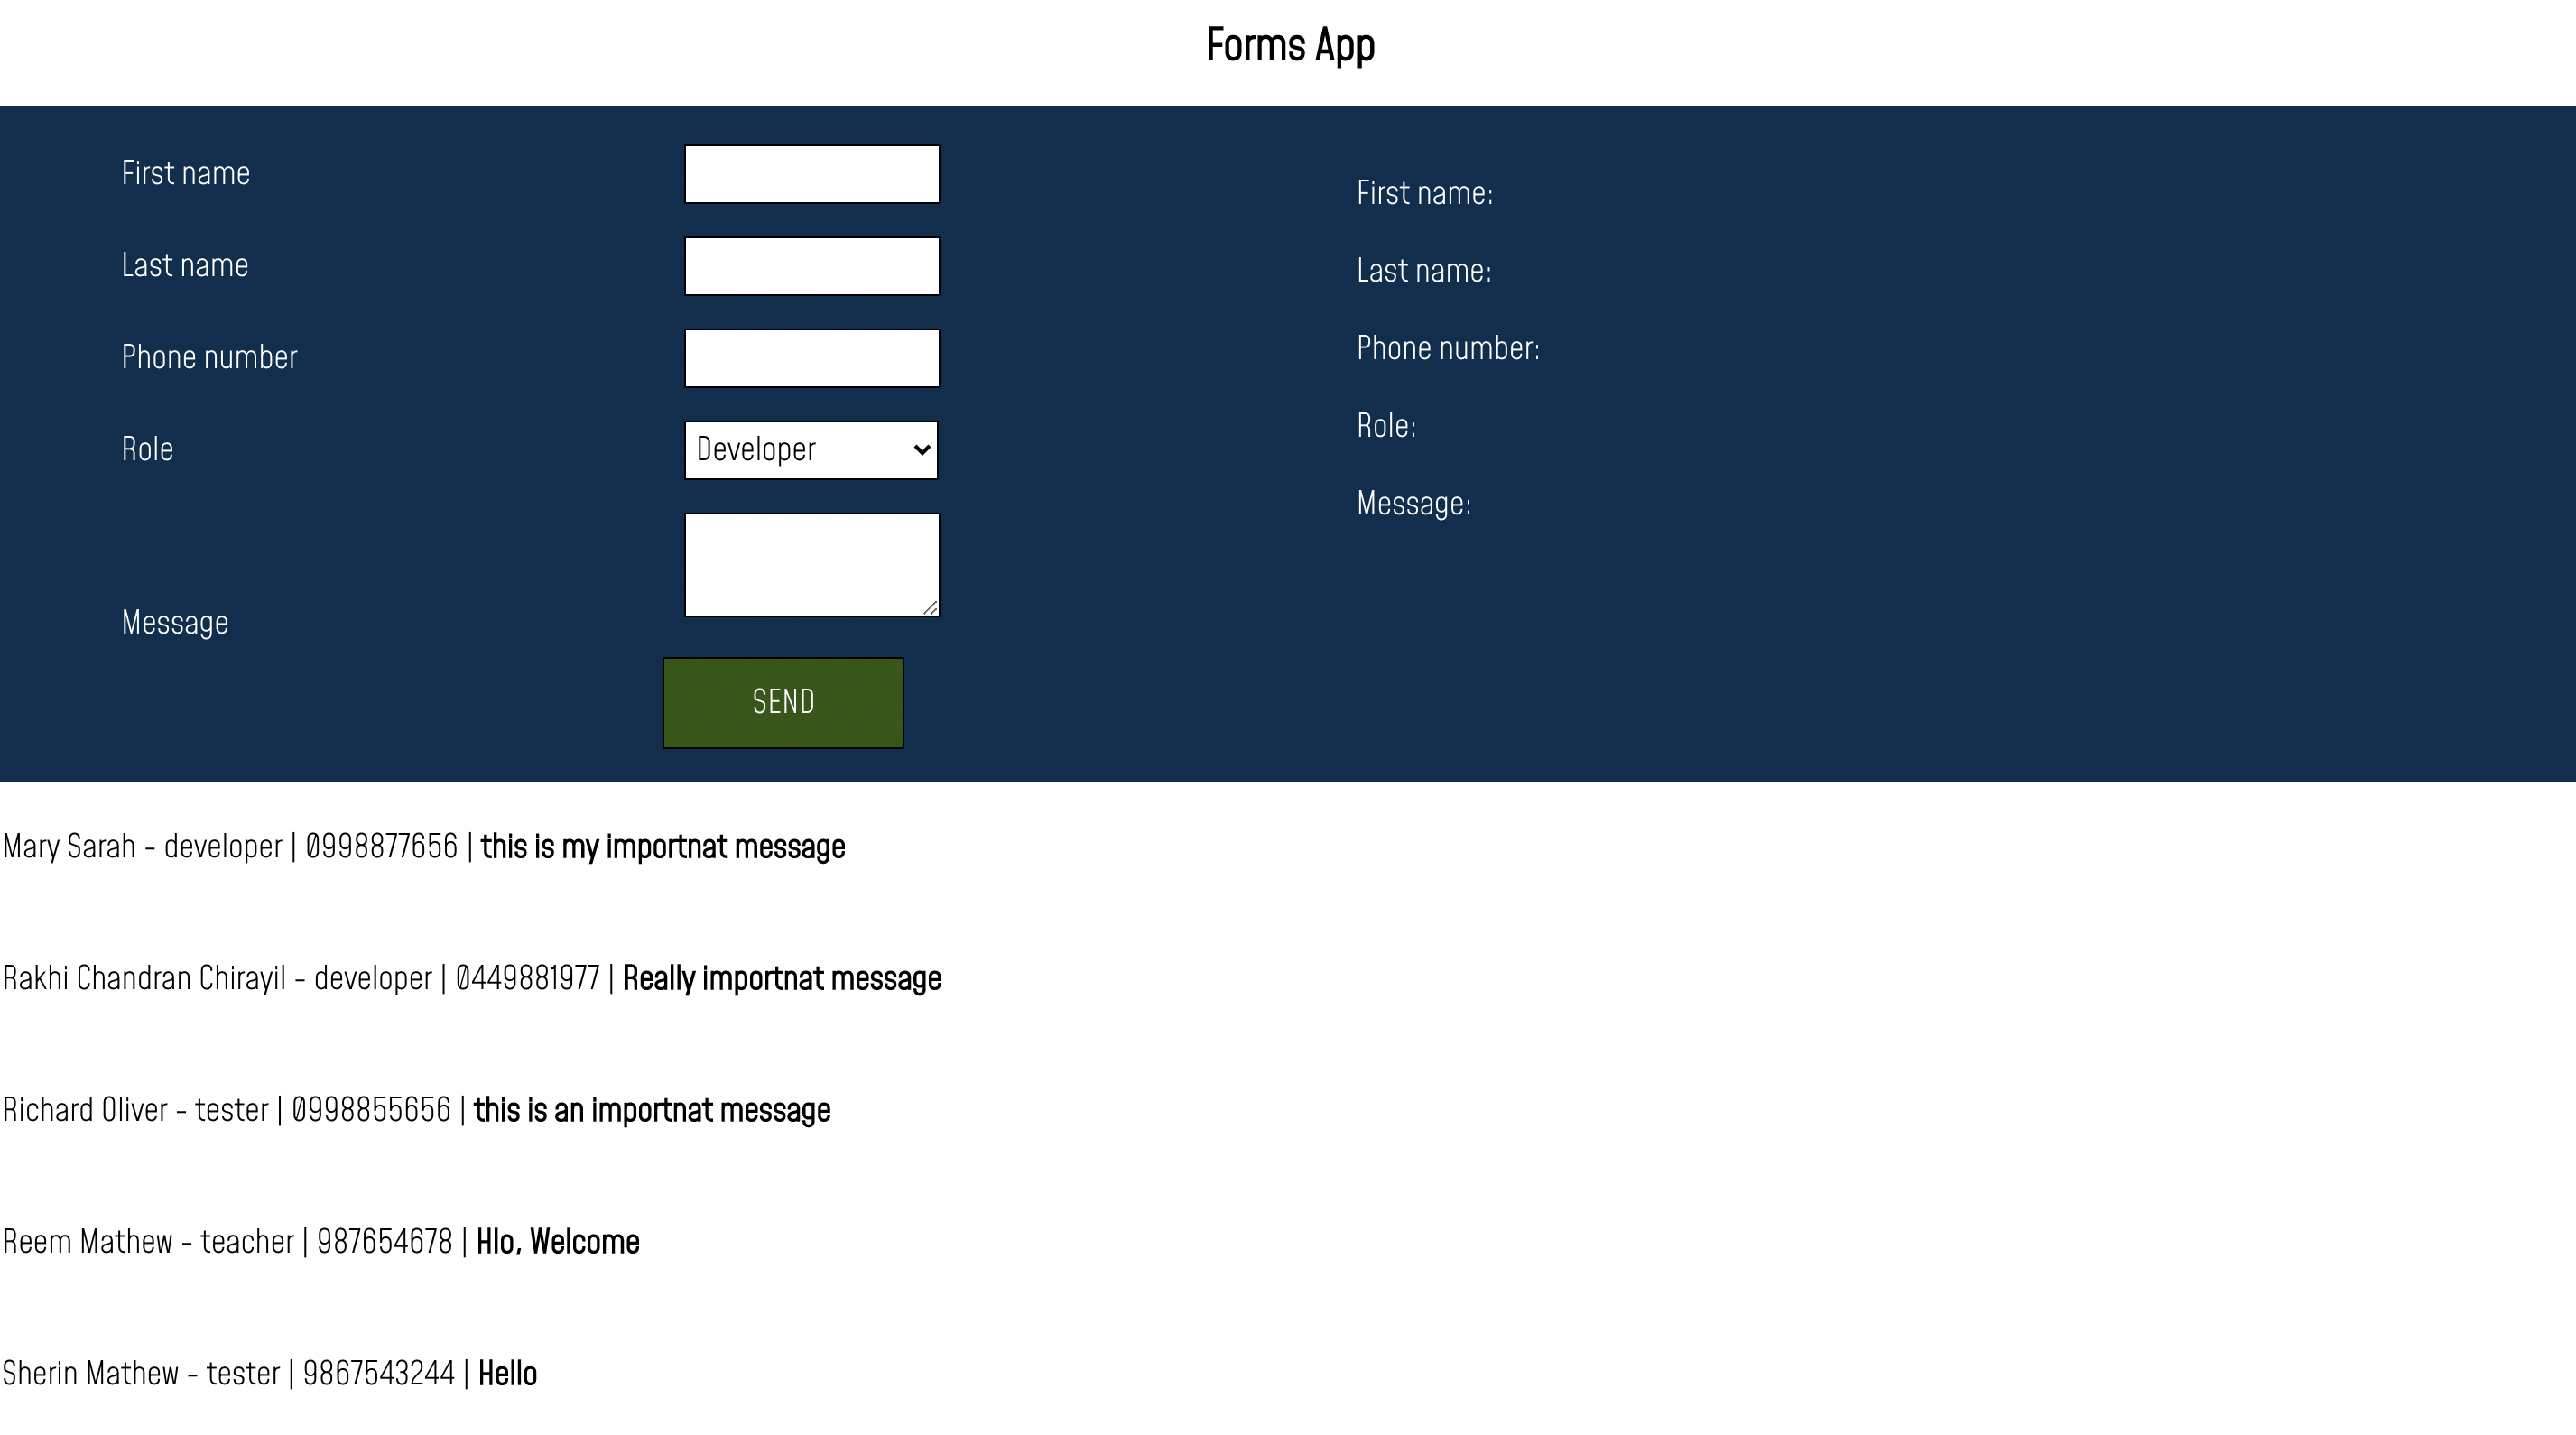 Forms App
First name
Last name
Phone number
Role
Developer
Message
SEND
First name:
Last name:
Phone number:
Role:
Message:
Mary Sarah - developer | 0998877656 | this is my importnat message
Rakhi Chandran Chirayil - developer | 0449881977 | Really importnat message
Richard Oliver - tester | 0998855656 | this is an importnat message
Reem Mathew - teacher | 987654678 | Hlo, Welcome
Sherin Mathew - tester | 9867543244 | Hello